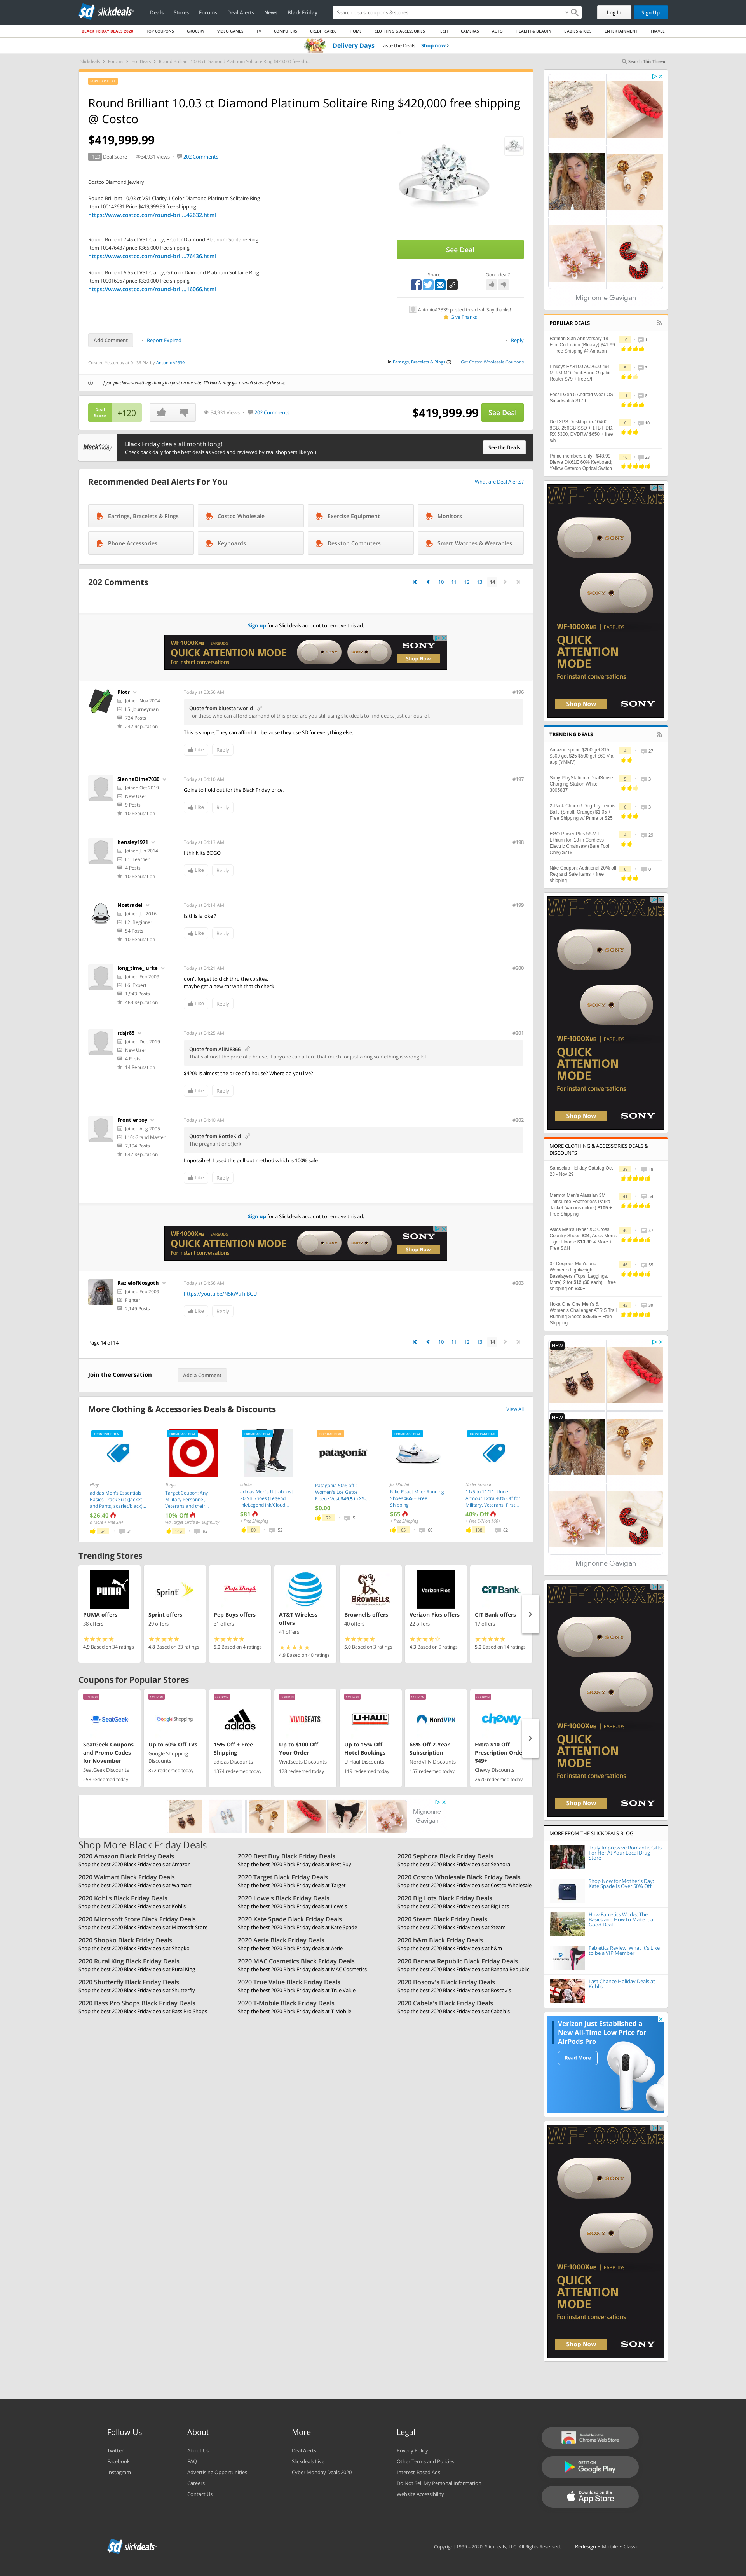 slickdeals
Deals Stores Forums Deal Alerts News Black Friday
Search deals, coupons & stores
Log In
Sign Up
BLACK FRIDAY DEALS 2020 TOP COUPONS GROCERY VIDEO GAMES TV COMPUTERS CREDIT CARDS HOME CLOTHING & ACCESSORIES TECH CAMERAS AUTO HEALTH & BEAUTY BABIES & KIDS ENTERTAINMENT TRAVEL
Delivery Days Taste the Deals Shop now
Slickdeals Forums Hot Deals Round Brilliant 10.03 ct Diamond Platinum Solitaire Ring $420,000 free shi...
Search This Thread
Round Brilliant 10.03 ct Diamond Platinum Solitaire Ring $420,000 free shipping
@ Costco
$419,999.99
+120 Deal Score 34,931 Views 202 Comments
Costco Diamond Jewlery
Round Brilliant 10.03 ct VS1 Clarity, I Color Diamond Platinum Solitaire Ring
Item 100142631 Price $419,999.99 free shipping
https://www.costco.com/round-bril...42632.html
Round Brilliant 7.45 ct VS1 Clarity, F Color Diamond Platinum Solitaire Ring
Item 100476437 price $365,000 free shipping
https://www.costco.com/round-bril...76436.html
Round Brilliant 6.55 ct VS1 Clarity, G Color Diamond Platinum Solitaire Ring
Item 100016067 price $330,000 free shipping
https://www.costco.com/round-bril...16066.html
See Deal
Share
Good deal?
AntonioA2339 posted this deal. Say thanks!
Give Thanks
Add Comment
Report Expired
Reply
Created Yesterday at 01:36 PM by AntonioA2339
in Earrings, Bracelets & Rings (5) Get Costco Wholesale Coupons
If you purchase something through a post on our site, Slickdeals may get a small share of the sale.
Deal Score +120
34,931 Views 202 Comments
$419,999.99 See Deal
blackfriday
Black Friday deals all month long!
Check back daily for the best deals as voted and reviewed by real shoppers like you.
See the Deals
Recommended Deal Alerts For You
What are Deal Alerts?
Earrings, Bracelets & Rings
Costco Wholesale
Exercise Equipment
Monitors
Phone Accessories
Keyboards
Desktop Computers
Smart Watches & Wearables
202 Comments
10 11 12 13 14
Sign up for a Slickdeals account to remove this ad.
WF-1000XM3 | EARBUDS
QUICK ATTENTION MODE
For instant conversations
SONY
Shop Now
Piotr
Joined Nov 2004
L5: Journeyman
734 Posts
242 Reputation
Today at 03:56 AM
#196
Quote from bluestarworld
For those who can afford diamond of this price, are you still using slickdeals to find deals. Just curious lol.
This is simple. They can afford it - because they use SD for everything else.
Like Reply
SiennaDime7030
Joined Oct 2019
New User
9 Posts
10 Reputation
Today at 04:10 AM
#197
Going to hold out for the Black Friday price.
Like Reply
hensley1971
Joined Jun 2014
L1: Learner
4 Posts
10 Reputation
Today at 04:13 AM
#198
I think its BOGO
Like Reply
Nostradel
Joined Jul 2016
L2: Beginner
54 Posts
10 Reputation
Today at 04:14 AM
#199
Is this is joke ?
Like Reply
long_time_lurke
Joined Feb 2009
L6: Expert
1,943 Posts
488 Reputation
Today at 04:21 AM
#200
don't forget to click thru the cb sites.
maybe get a new car with that cb check.
Like Reply
rdsjr85
Joined Dec 2019
New User
4 Posts
14 Reputation
Today at 04:25 AM
#201
Quote from AliM8366
That's almost the price of a house. If anyone can afford that much for just a ring something is wrong lol
$420k is almost the price of a house? Where do you live?
Like Reply
Frontierboy
Joined Aug 2005
L10: Grand Master
7,194 Posts
842 Reputation
Today at 04:40 AM
#202
Quote from BottleKid
The pregnant one! Jerk!
Impossible!! I used the pull out method which is 100% safe
Like Reply
Sign up for a Slickdeals account to remove this ad.
WF-1000XM3 | EARBUDS
QUICK ATTENTION MODE
For instant conversations
SONY
Shop Now
RazielofNosgoth
Joined Feb 2009
Fighter
2,149 Posts
Today at 04:56 AM
#203
https://youtu.be/N5kWu1ifBGU
Like Reply
Page 14 of 14
10 11 12 13 14
Join the Conversation
Add a Comment
More Clothing & Accessories Deals & Discounts
View All
adidas Men's Essentials Basics Track Suit (Jacket and Pants, scarlet/black)...
$26.40
Target
Target Coupon: Any Military Personnel, Veterans and their...
10% Off
adidas
adidas Men's Ultraboost 20 SB Shoes (Legend Ink/Legend Ink/Cloud...
$81
+ Free Shipping
patagonia
Patagonia 50% off : Women's Los Gatos Fleece Vest $49.5 in XS...
$0.00
Nike React Miler Running Shoes $65 + Free Shipping
$65
+ Free Shipping
Under Armour
11/5 to 11/11: Under Armour Extra 40% Off for Military, Veterans, First...
40% Off
Trending Stores
PUMA offers
38 offers
4.9 Based on 34 ratings
Sprint offers
29 offers
4.8 Based on 33 ratings
Pep Boys offers
31 offers
5.0 Based on 4 ratings
AT&T Wireless offers
41 offers
4.9 Based on 40 ratings
Brownells offers
40 offers
5.0 Based on 3 ratings
Verizon Fios offers
22 offers
4.3 Based on 9 ratings
CIT Bank offers
17 offers
5.0 Based on 14 ratings
Coupons for Popular Stores
SeatGeek Coupons and Promo Codes for November
SeatGeek Discounts
253 redeemed today
Up to 60% Off TVs
Google Shopping Discounts
872 redeemed today
15% Off + Free Shipping
adidas Discounts
1374 redeemed today
Up to $100 Off Your Order
VividSeats Discounts
128 redeemed today
Up to 15% Off Hotel Bookings
U-Haul Discounts
119 redeemed today
68% Off 2-Year Subscription
NordVPN Discounts
157 redeemed today
Extra $10 Off Prescription Order $49+
Chewy Discounts
2670 redeemed today
Mignonne Gavigan
Shop More Black Friday Deals
2020 Amazon Black Friday Deals
Shop the best 2020 Black Friday deals at Amazon
2020 Best Buy Black Friday Deals
Shop the best 2020 Black Friday deals at Best Buy
2020 Sephora Black Friday Deals
Shop the best 2020 Black Friday deals at Sephora
2020 Walmart Black Friday Deals
Shop the best 2020 Black Friday deals at Walmart
2020 Target Black Friday Deals
Shop the best 2020 Black Friday deals at Target
2020 Costco Wholesale Black Friday Deals
Shop the best 2020 Black Friday deals at Costco Wholesale
2020 Kohl's Black Friday Deals
Shop the best 2020 Black Friday deals at Kohl's
2020 Lowe's Black Friday Deals
Shop the best 2020 Black Friday deals at Lowe's
2020 Big Lots Black Friday Deals
Shop the best 2020 Black Friday deals at Big Lots
2020 Microsoft Store Black Friday Deals
Shop the best 2020 Black Friday deals at Microsoft Store
2020 Kate Spade Black Friday Deals
Shop the best 2020 Black Friday deals at Kate Spade
2020 Steam Black Friday Deals
Shop the best 2020 Black Friday deals at Steam
2020 Shopko Black Friday Deals
Shop the best 2020 Black Friday deals at Shopko
2020 Aerie Black Friday Deals
Shop the best 2020 Black Friday deals at Aerie
2020 h&m Black Friday Deals
Shop the best 2020 Black Friday deals at h&m
2020 Rural King Black Friday Deals
Shop the best 2020 Black Friday deals at Rural King
2020 MAC Cosmetics Black Friday Deals
Shop the best 2020 Black Friday deals at MAC Cosmetics
2020 Banana Republic Black Friday Deals
Shop the best 2020 Black Friday deals at Banana Republic
2020 Shutterfly Black Friday Deals
Shop the best 2020 Black Friday deals at Shutterfly
2020 True Value Black Friday Deals
Shop the best 2020 Black Friday deals at True Value
2020 Boscov's Black Friday Deals
Shop the best 2020 Black Friday deals at Boscov's
2020 Bass Pro Shops Black Friday Deals
Shop the best 2020 Black Friday deals at Bass Pro Shops
2020 T-Mobile Black Friday Deals
Shop the best 2020 Black Friday deals at T-Mobile
2020 Cabela's Black Friday Deals
Shop the best 2020 Black Friday deals at Cabela's
Mignonne Gavigan
POPULAR DEALS
Batman 80th Anniversary 18-Film Collection (Blu-ray) $41.99 + Free Shipping @ Amazon
Linksys EA8100 AC2600 4x4 MU-MIMO Dual-Band Gigabit Router $79 + free s/h
Fossil Gen 5 Android Wear OS Smartwatch $179
Dell XPS Desktop: i5-10400, 8GB, 256GB SSD + 1TB HDD, RX 5300, DVDRW $650 + free s/h
Prime members only : $48.99 Dierya DK61E 60% Keyboard, Yellow Gateron Optical Switch
WF-1000XM3 | EARBUDS
QUICK
ATTENTION
MODE
For instant conversations
Shop Now
SONY
TRENDING DEALS
Amazon spend $200 get $15 $300 get $25 $500 get $60 Via app (YMMV)
Sony PlayStation 5 DualSense Charging Station White 3005837
2-Pack Chuckit! Dog Toy Tennis Balls (Small, Orange) $1.05 + Free Shipping w/ Prime or $25+
EGO Power Plus 56-Volt Lithium Ion 16-in Cordless Electric Chainsaw (Bare Tool Only) $219
Nike Coupon: Additional 20% off Reg and Sale Items + free shipping
WF-1000XM3 | EARBUDS
QUICK
ATTENTION
MODE
For instant conversations
Shop Now
SONY
MORE CLOTHING & ACCESSORIES DEALS & DISCOUNTS
Samsclub Holiday Catalog Oct 28 - Nov 29
Marmot Men's Alassian 3M Thinsulate Featherless Parka Jacket (various colors) $105 + Free Shipping
Asics Men's Hyper XC Cross Country Shoes $24, Asics Men's Tiger Hoodie $13.80 & More + Free S&H
32 Degrees Men's and Women's Lightweight Baselayers (Tops, Leggings, More) 2 for $12 ($6 each) + free shipping on $30+
Hoka One One Men's & Women's Challenger ATR 5 Trail Running Shoes $86.45 + Free Shipping
NEW
NEW
Mignonne Gavigan
WF-1000XM3 | EARBUDS
QUICK
ATTENTION
MODE
For instant conversations
Shop Now
SONY
MORE FROM THE SLICKDEALS BLOG
Truly Impressive Romantic Gifts For Her At Your Local Drug Store
Shop Now for Mother's Day: Kate Spade Is Over 50% Off
How Fabletics Works: The Basics and How to Make it a Good Deal
Fabletics Review: What It's Like to be a VIP Member
Last Chance Holiday Deals at Kohl's
Verizon Just Established a New All-Time Low Price for AirPods Pro
Read More
WF-1000XM3 | EARBUDS
QUICK
ATTENTION
MODE
For instant conversations
Shop Now
SONY
Follow Us
Twitter
Facebook
Instagram
About
About Us
FAQ
Advertising Opportunities
Careers
Contact Us
More
Deal Alerts
Slickdeals Live
Cyber Monday Deals 2020
Legal
Privacy Policy
Other Terms and Policies
Interest-Based Ads
Do Not Sell My Personal Information
Website Accessibility
Available in the Chrome Web Store
GET IT ON Google Play
Download on the App Store
slickdeals
Copyright 1999 - 2020. Slickdeals, LLC. All Rights Reserved. Redesign • Mobile • Classic